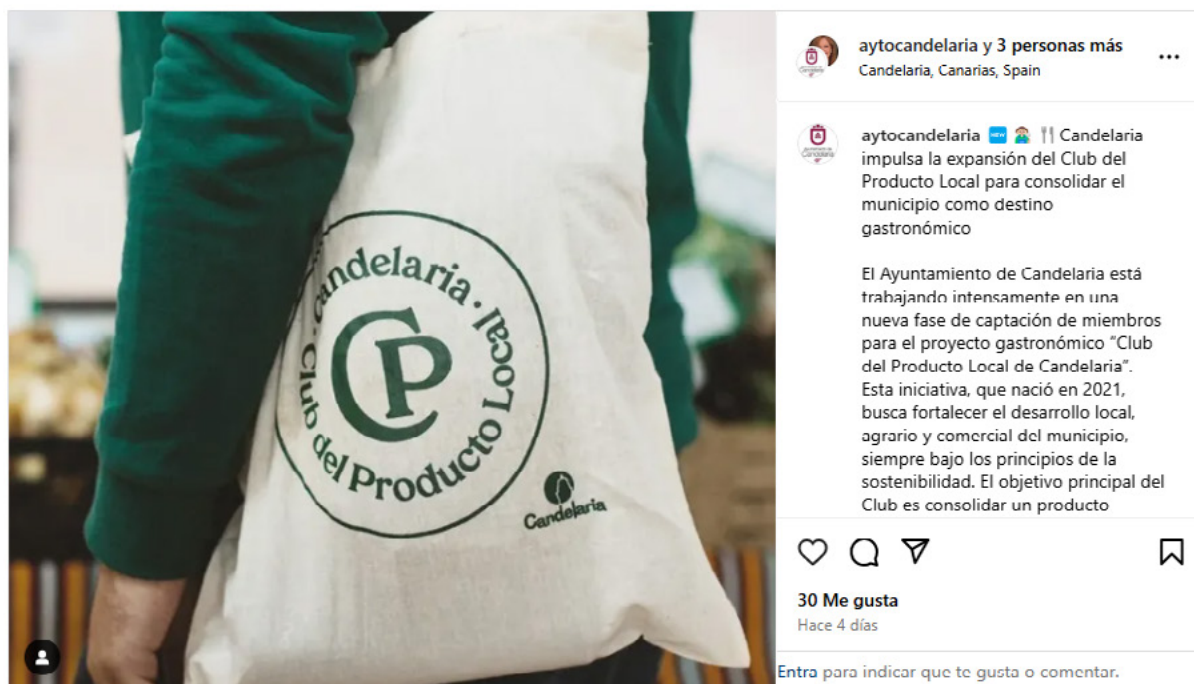 Candelaria · Club del Producto Local ·
CP
Candelaria
aytocandelaria y 3 personas más
Candelaria, Canarias, Spain
aytocandelaria NEW Candelaria
impulsa la expansión del Club del
Producto Local para consolidar el
municipio como destino
gastronómico
El Ayuntamiento de Candelaria está
trabajando intensamente en una
nueva fase de captación de miembros
para el proyecto gastronómico “Club
del Producto Local de Candelaria”.
Esta iniciativa, que nació en 2021,
busca fortalecer el desarrollo local,
agrario y comercial del municipio,
siempre bajo los principios de la
sostenibilidad. El objetivo principal del
Club es consolidar un producto
30 Me gusta
Hace 4 días
Entra para indicar que te gusta o comentar.